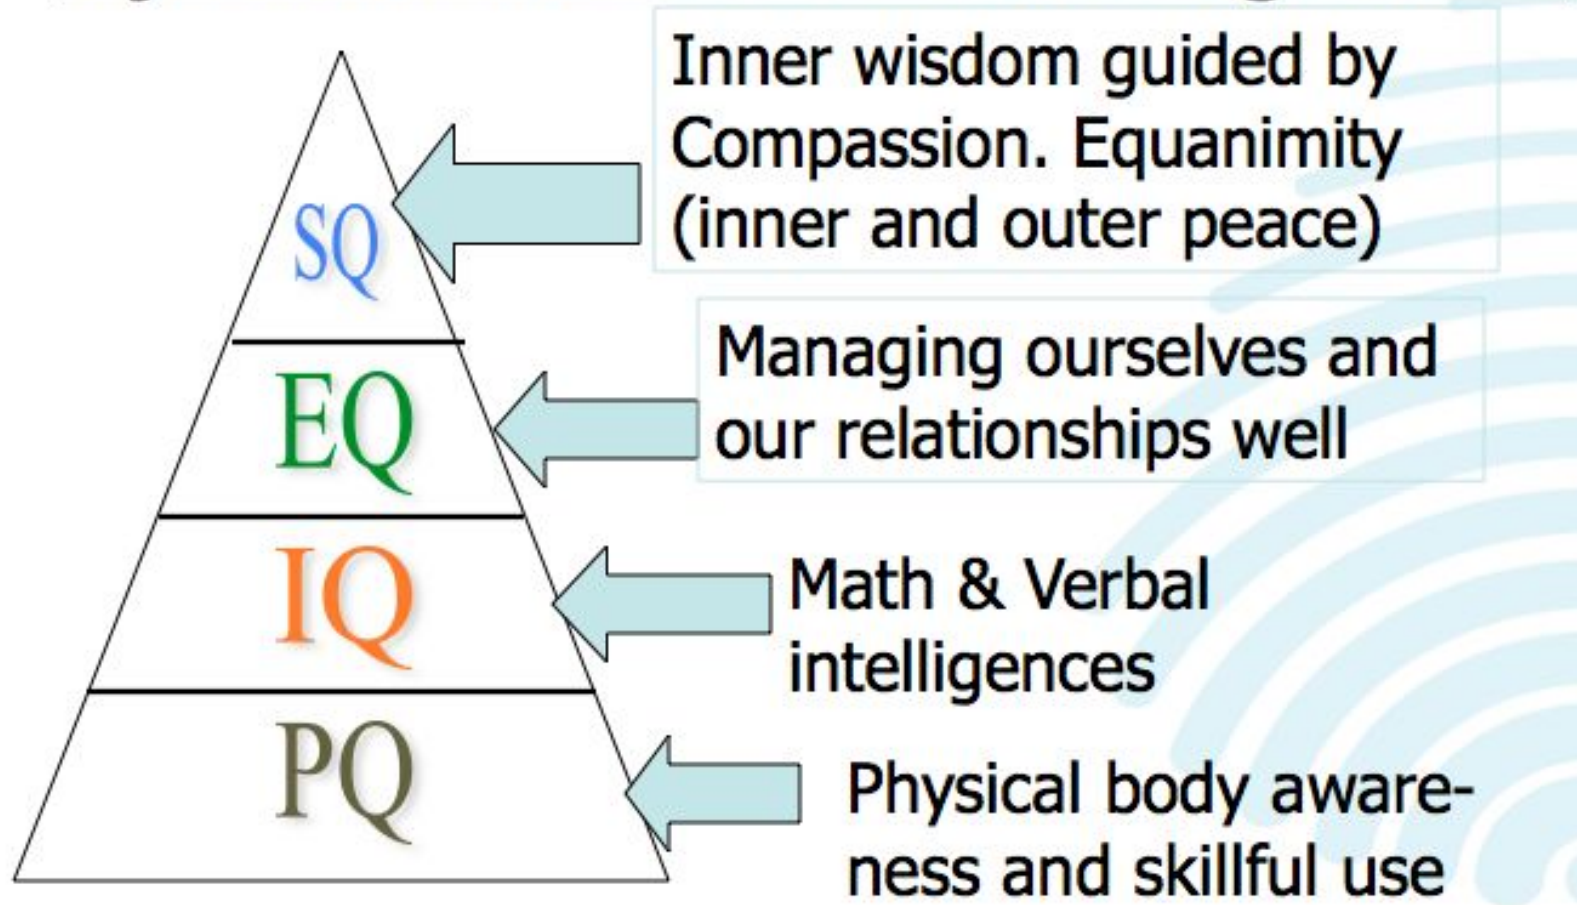 Inner wisdom guided by
Compassion. Equanimity
(inner and outer peace)
SQ
Managing ourselves and
our relationships well
EQ
Math & Verbal
intelligences
IQ
Physical body aware-
ness and skillful use
PQ